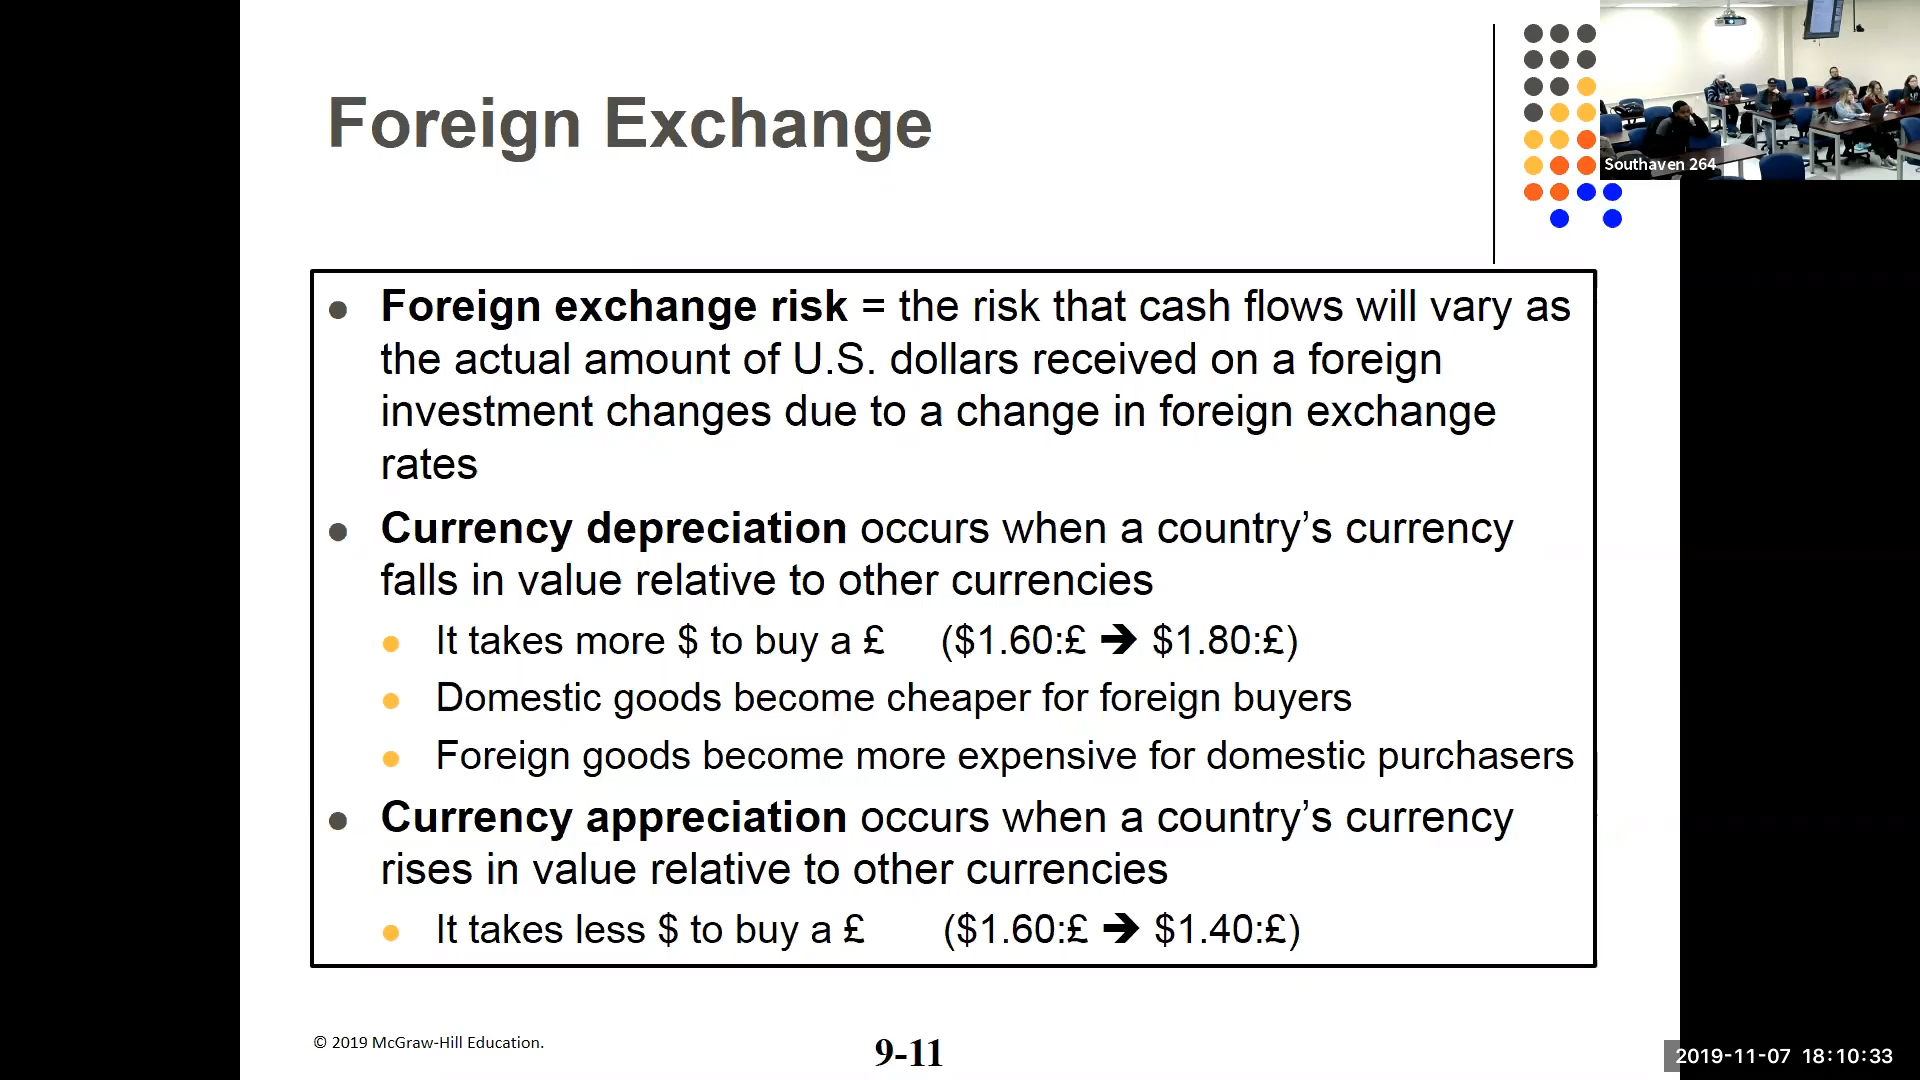 Foreign Exchange
Southaven 264
● Foreign exchange risk = the risk that cash flows will vary as
the actual amount of U.S. dollars received on a foreign
investment changes due to a change in foreign exchange
rates
● Currency depreciation occurs when a country’s currency
falls in value relative to other currencies
● It takes more $ to buy a £ ($1.60:£ ➔ $1.80:£)
● Domestic goods become cheaper for foreign buyers
● Foreign goods become more expensive for domestic purchasers
● Currency appreciation occurs when a country’s currency
rises in value relative to other currencies
● It takes less $ to buy a £ ($1.60:£ ➔ $1.40:£)
© 2019 McGraw-Hill Education.
9-11
2019-11-07 18:10:33